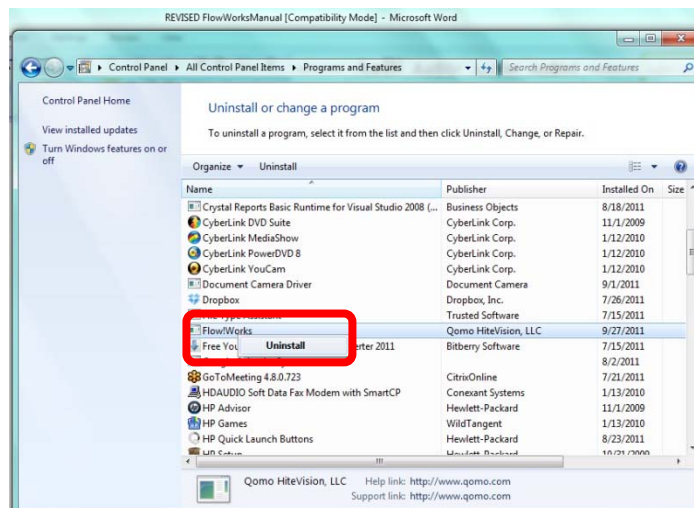 REVISED FlowWorksManual [Compatibility Mode] - Microsoft Word
Control Panel ▸ All Control Panel Items ▸ Programs and Features
Search Programs and Features
Control Panel Home
View installed updates
Turn Windows features on or
off
Uninstall or change a program
To uninstall a program, select it from the list and then click Uninstall, Change, or Repair.
Organize Uninstall
Name Publisher Installed On Size
Crystal Reports Basic Runtime for Visual Studio 2008 (... Business Objects 8/18/2011
CyberLink DVD Suite CyberLink Corp. 11/1/2009
CyberLink MediaShow CyberLink Corp. 1/12/2010
CyberLink PowerDVD 8 CyberLink Corp. 1/12/2010
CyberLink YouCam CyberLink Corp. 1/12/2010
Document Camera Driver Document Camera 9/1/2011
Dropbox Dropbox, Inc. 7/26/2011
File Type Assistant Trusted Software 7/15/2011
Flow!Works Qomo HiteVision, LLC 9/27/2011
Free You Uninstall erter 2011 Bitberry Software 7/15/2011
8/2/2011
GoToMeeting 4.8.0.723 CitrixOnline 7/21/2011
HDAUDIO Soft Data Fax Modem with SmartCP Conexant Systems 1/13/2010
HP Advisor Hewlett-Packard 11/1/2009
HP Games WildTangent 1/13/2010
HP Quick Launch Buttons Hewlett-Packard 8/23/2011
HP Setup Hewlett-Packard 10/21/2009
Qomo HiteVision, LLC Help link: http://www.qomo.com
Support link: http://www.qomo.com